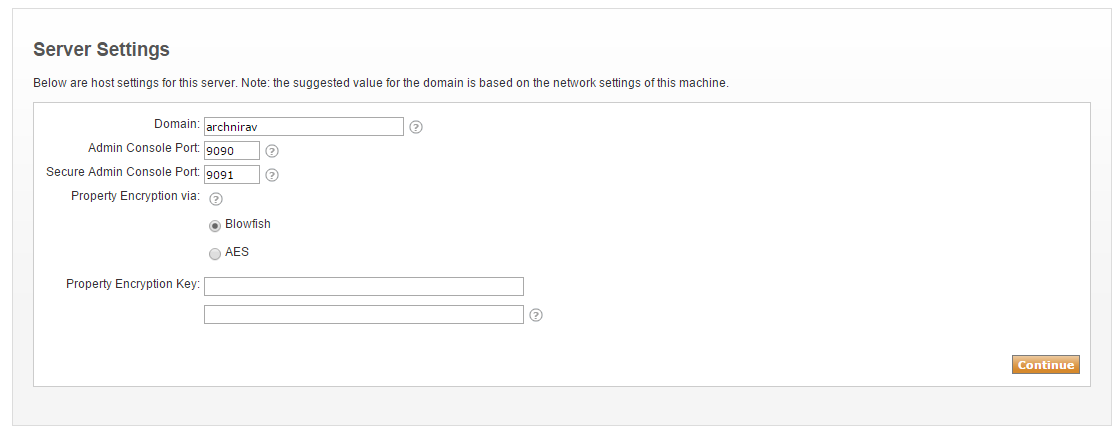 Server Settings
Below are host settings for this server. Note: the suggested value for the domain is based on the network settings of this machine.
Domain: archnirav ?
Admin Console Port: 9090 ?
Secure Admin Console Port: 9091 ?
Property Encryption via: ?
Blowfish
AES
Property Encryption Key:
?
Continue